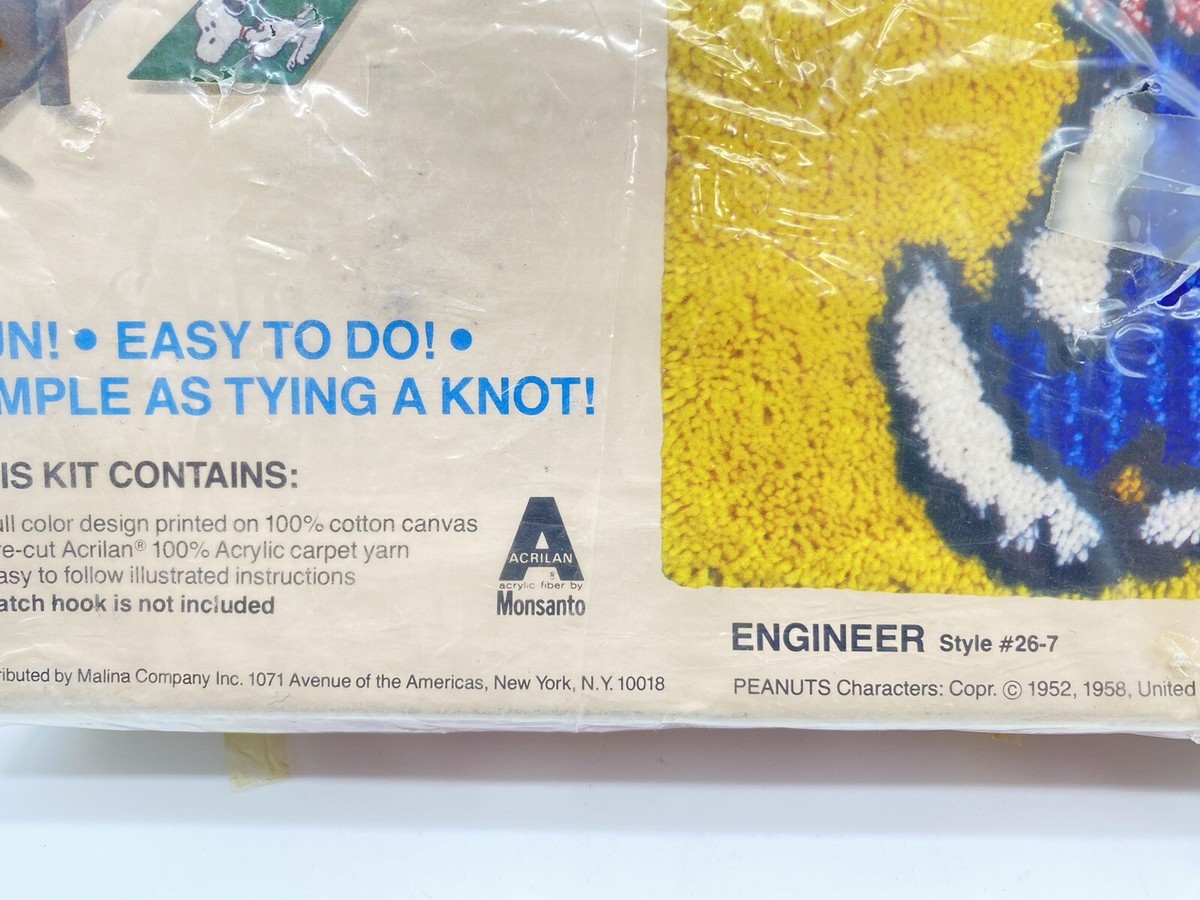 UN! • EASY TO DO! •
MPLE AS TYING A KNOT!
IS KIT CONTAINS:
ull color design printed on 100% cotton canvas
re-cut Acrilan® 100% Acrylic carpet yarn
asy to follow illustrated instructions
atch hook is not included
ACRILAN ®
acrylic fiber by
Monsanto
ributed by Malina Company Inc. 1071 Avenue of the Americas, New York, N.Y. 10018
ENGINEER Style #26-7
PEANUTS Characters: Copr. © 1952, 1958, United